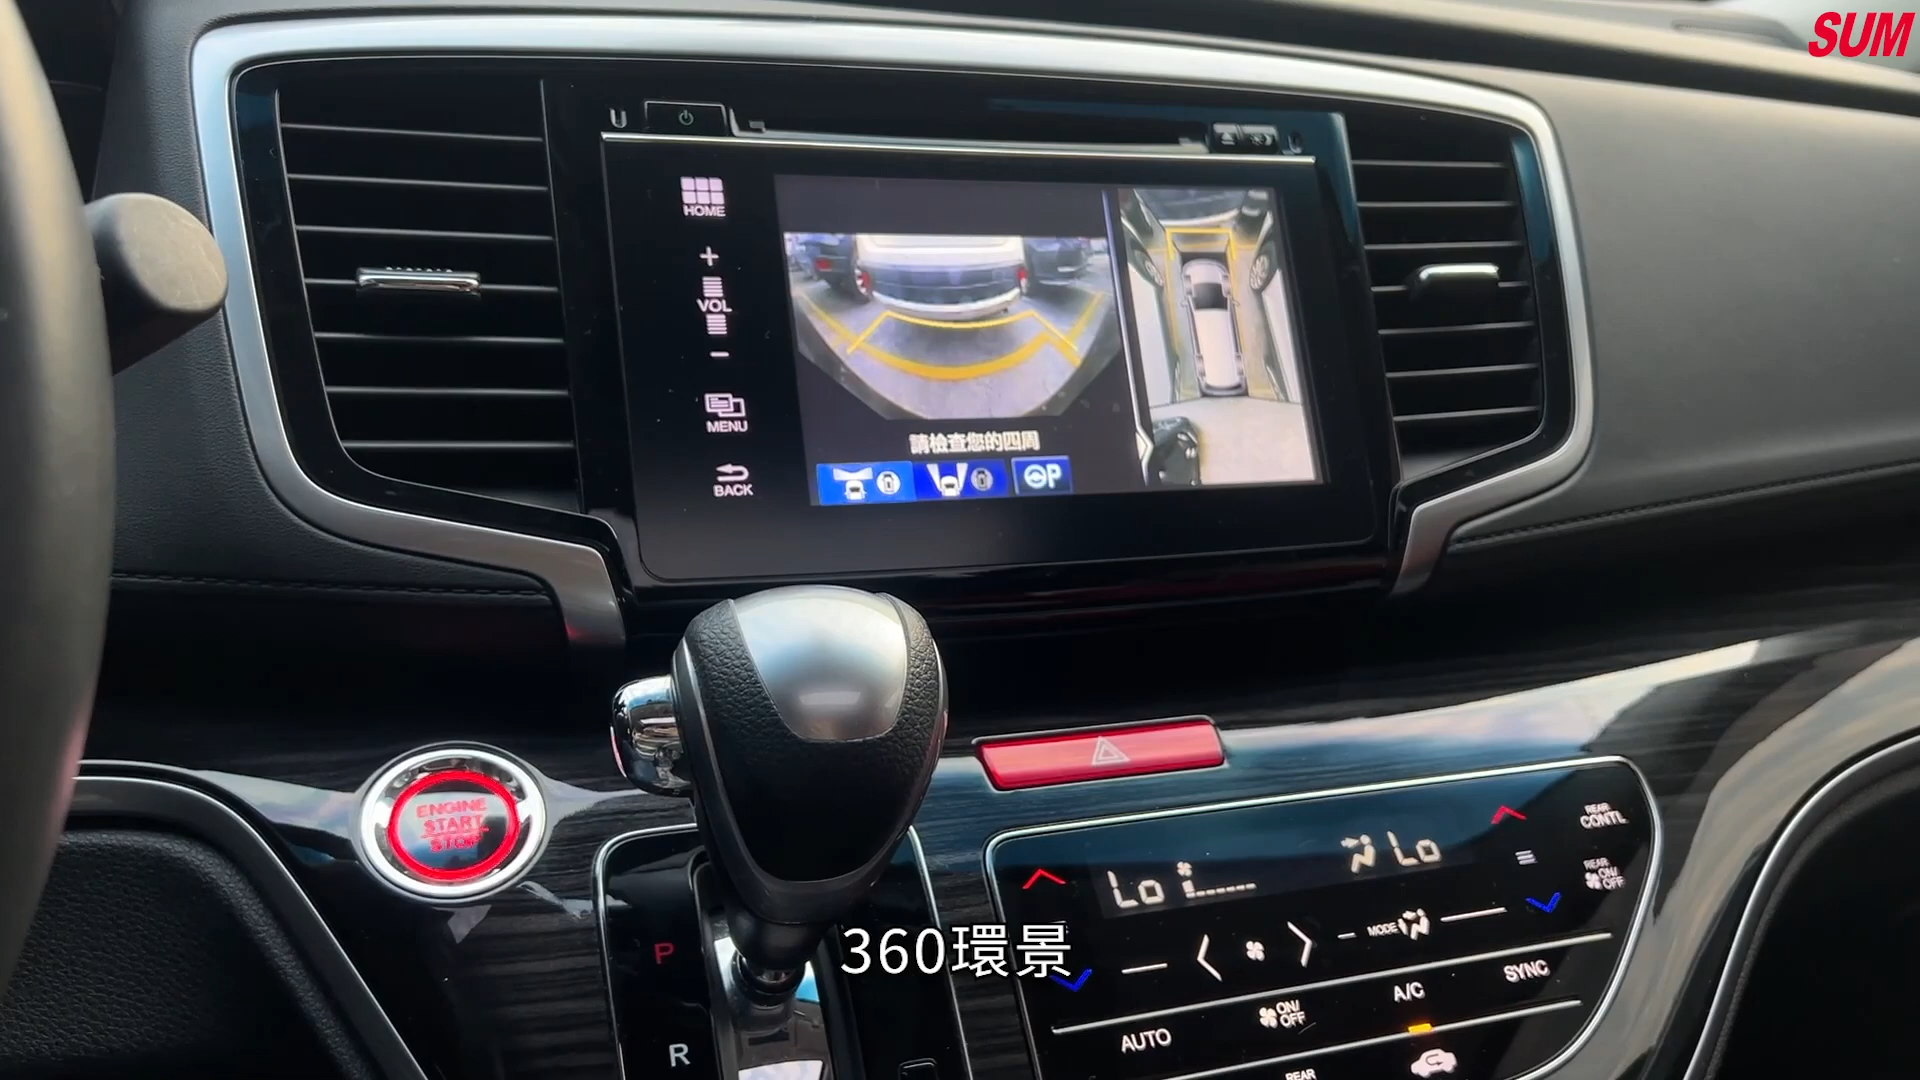 SUM
HOME
+
VOL
-
MENU
BACK
請檢查您的四周
P
ENGINE
START
STOP
P
R
360環景
Lo
Lo
REAR
CONTL
REAR
ON/
OFF
MODE
AUTO
ON/
OFF
A/C
SYNC
REAR